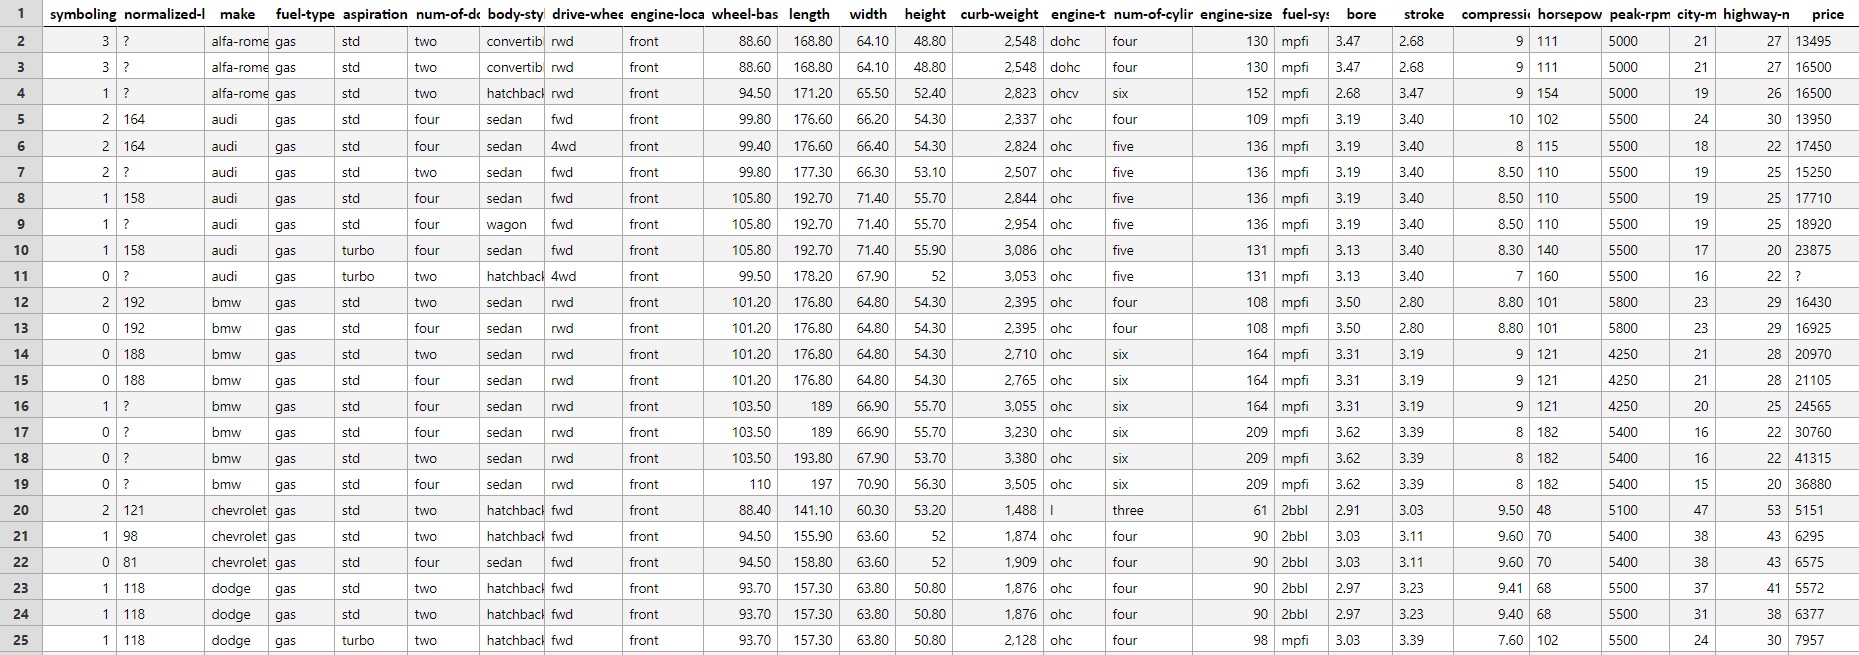 1 symboling normalized-l make fuel-type aspiration num-of-do body-styl drive-whee engine-loca wheel-bas length width height curb-weight engine-t num-of-cylir engine-size fuel-sys bore stroke compressic horsepow peak-rpm city-m highway-n price
2 3 ? alfa-rome gas std two convertibl rwd front 88.60 168.80 64.10 48.80 2,548 dohc four 130 mpfi 3.47 2.68 9 111 5000 21 27 13495
3 3 ? alfa-rome gas std two convertibl rwd front 88.60 168.80 64.10 48.80 2,548 dohc four 130 mpfi 3.47 2.68 9 111 5000 21 27 16500
4 1 ? alfa-rome gas std two hatchback rwd front 94.50 171.20 65.50 52.40 2,823 ohcv six 152 mpfi 2.68 3.47 9 154 5000 19 26 16500
5 2 164 audi gas std four sedan fwd front 99.80 176.60 66.20 54.30 2,337 ohc four 109 mpfi 3.19 3.40 10 102 5500 24 30 13950
6 2 164 audi gas std four sedan 4wd front 99.40 176.60 66.40 54.30 2,824 ohc five 136 mpfi 3.19 3.40 8 115 5500 18 22 17450
7 2 ? audi gas std two sedan fwd front 99.80 177.30 66.30 53.10 2,507 ohc five 136 mpfi 3.19 3.40 8.50 110 5500 19 25 15250
8 1 158 audi gas std four sedan fwd front 105.80 192.70 71.40 55.70 2,844 ohc five 136 mpfi 3.19 3.40 8.50 110 5500 19 25 17710
9 1 ? audi gas std four wagon fwd front 105.80 192.70 71.40 55.70 2,954 ohc five 136 mpfi 3.19 3.40 8.50 110 5500 19 25 18920
10 1 158 audi gas turbo four sedan fwd front 105.80 192.70 71.40 55.90 3,086 ohc five 131 mpfi 3.13 3.40 8.30 140 5500 17 20 23875
11 0 ? audi gas turbo two hatchback 4wd front 99.50 178.20 67.90 52 3,053 ohc five 131 mpfi 3.13 3.40 7 160 5500 16 22 ?
12 2 192 bmw gas std two sedan rwd front 101.20 176.80 64.80 54.30 2,395 ohc four 108 mpfi 3.50 2.80 8.80 101 5800 23 29 16430
13 0 192 bmw gas std four sedan rwd front 101.20 176.80 64.80 54.30 2,395 ohc four 108 mpfi 3.50 2.80 8.80 101 5800 23 29 16925
14 0 188 bmw gas std two sedan rwd front 101.20 176.80 64.80 54.30 2,710 ohc six 164 mpfi 3.31 3.19 9 121 4250 21 28 20970
15 0 188 bmw gas std four sedan rwd front 101.20 176.80 64.80 54.30 2,765 ohc six 164 mpfi 3.31 3.19 9 121 4250 21 28 21105
16 1 ? bmw gas std four sedan rwd front 103.50 189 66.90 55.70 3,055 ohc six 164 mpfi 3.31 3.19 9 121 4250 20 25 24565
17 0 ? bmw gas std four sedan rwd front 103.50 189 66.90 55.70 3,230 ohc six 209 mpfi 3.62 3.39 8 182 5400 16 22 30760
18 0 ? bmw gas std two sedan rwd front 103.50 193.80 67.90 53.70 3,380 ohc six 209 mpfi 3.62 3.39 8 182 5400 16 22 41315
19 0 ? bmw gas std four sedan rwd front 110 197 70.90 56.30 3,505 ohc six 209 mpfi 3.62 3.39 8 182 5400 15 20 36880
20 2 121 chevrolet gas std two hatchback fwd front 88.40 141.10 60.30 53.20 1,488 l three 61 2bbl 2.91 3.03 9.50 48 5100 47 53 5151
21 1 98 chevrolet gas std two hatchback fwd front 94.50 155.90 63.60 52 1,874 ohc four 90 2bbl 3.03 3.11 9.60 70 5400 38 43 6295
22 0 81 chevrolet gas std four sedan fwd front 94.50 158.80 63.60 52 1,909 ohc four 90 2bbl 3.03 3.11 9.60 70 5400 38 43 6575
23 1 118 dodge gas std two hatchback fwd front 93.70 157.30 63.80 50.80 1,876 ohc four 90 2bbl 2.97 3.23 9.41 68 5500 37 41 5572
24 1 118 dodge gas std two hatchback fwd front 93.70 157.30 63.80 50.80 1,876 ohc four 90 2bbl 2.97 3.23 9.40 68 5500 31 38 6377
25 1 118 dodge gas turbo two hatchback fwd front 93.70 157.30 63.80 50.80 2,128 ohc four 98 mpfi 3.03 3.39 7.60 102 5500 24 30 7957